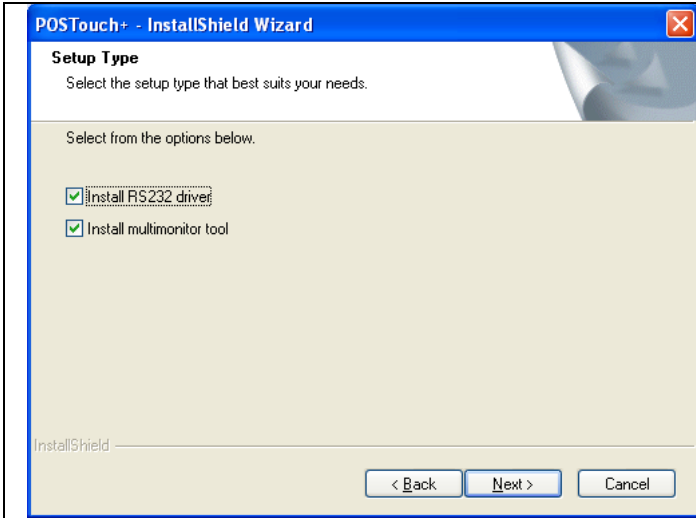 POSTouch+ - InstallShield Wizard
Setup Type
Select the setup type that best suits your needs.
Select from the options below.
Install RS232 driver
Install multimonitor tool
InstallShield
< Back Next > Cancel